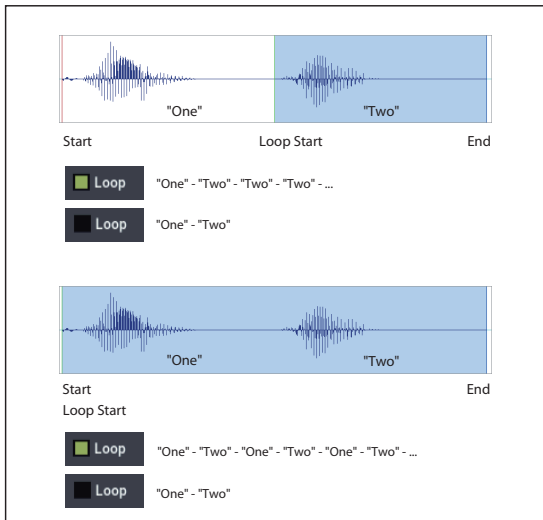 "One" "Two"
Start Loop Start End
Loop "One" - "Two" - "Two" - "Two" - ...
Loop "One" - "Two"
"One" "Two"
Start End
Loop Start
Loop "One" - "Two" - "One" - "Two" - "One" - "Two" - ...
Loop "One" - "Two"